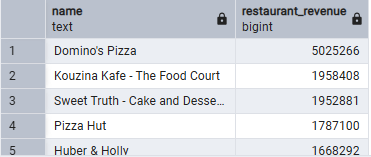 name restaurant_revenue
text bigint
1 Domino's Pizza 5025266
2 Kouzina Kafe - The Food Court 1958408
3 Sweet Truth - Cake and Desse... 1952881
4 Pizza Hut 1787100
5 Huber & Holly 1668292